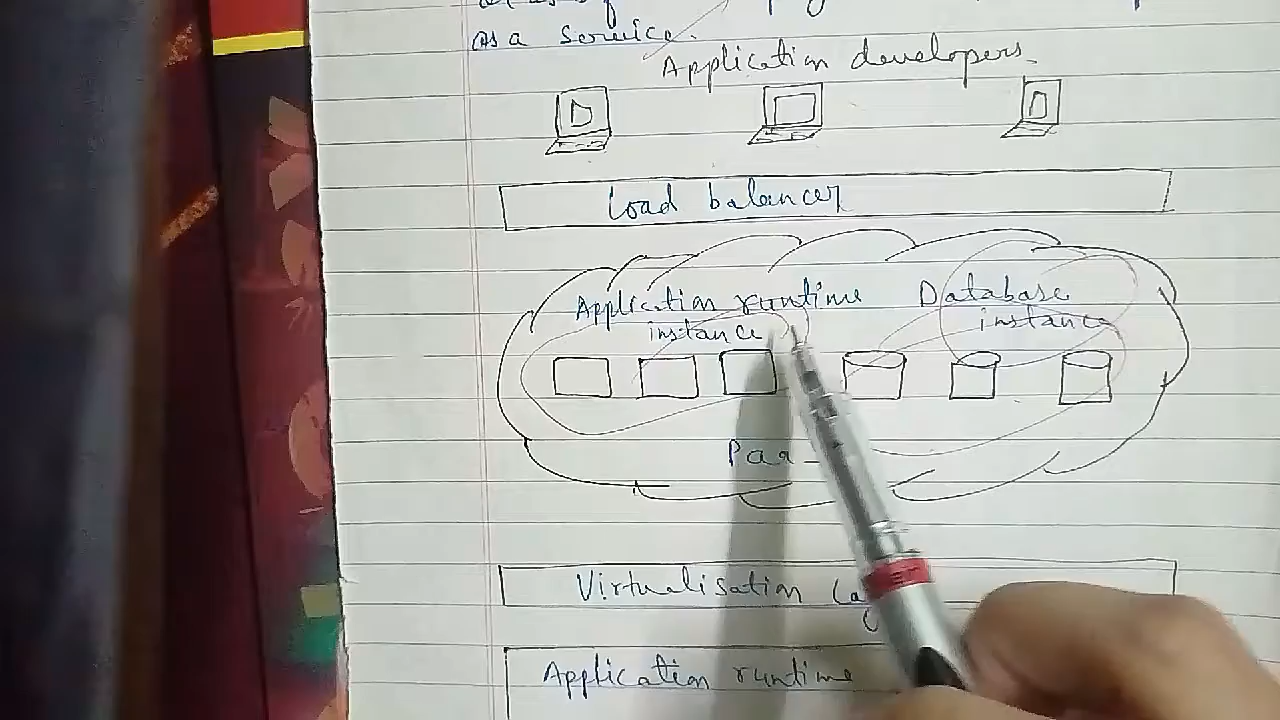 as a service.
Application developers
Load balancer
Application runtime
instance
Database
instance
Virtualisation
Application runtime